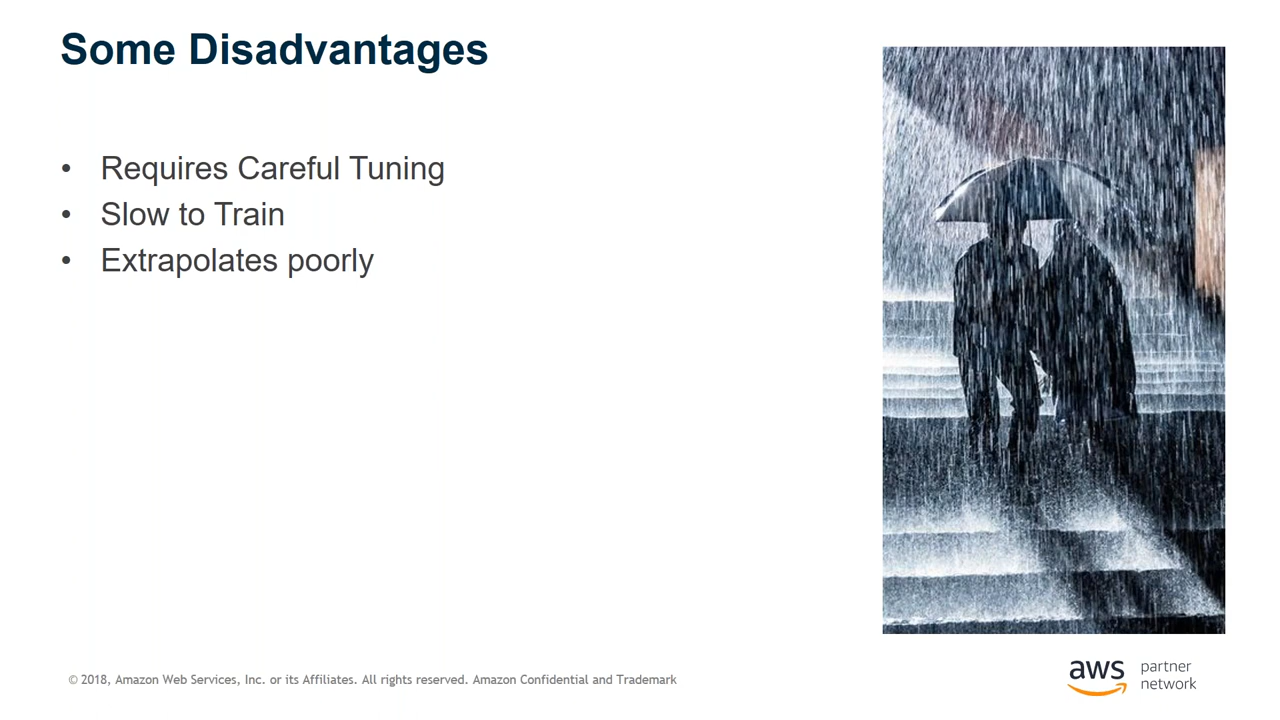 Some Disadvantages
• Requires Careful Tuning
• Slow to Train
• Extrapolates poorly
© 2018, Amazon Web Services, Inc. or its Affiliates. All rights reserved. Amazon Confidential and Trademark
aws
partner
network